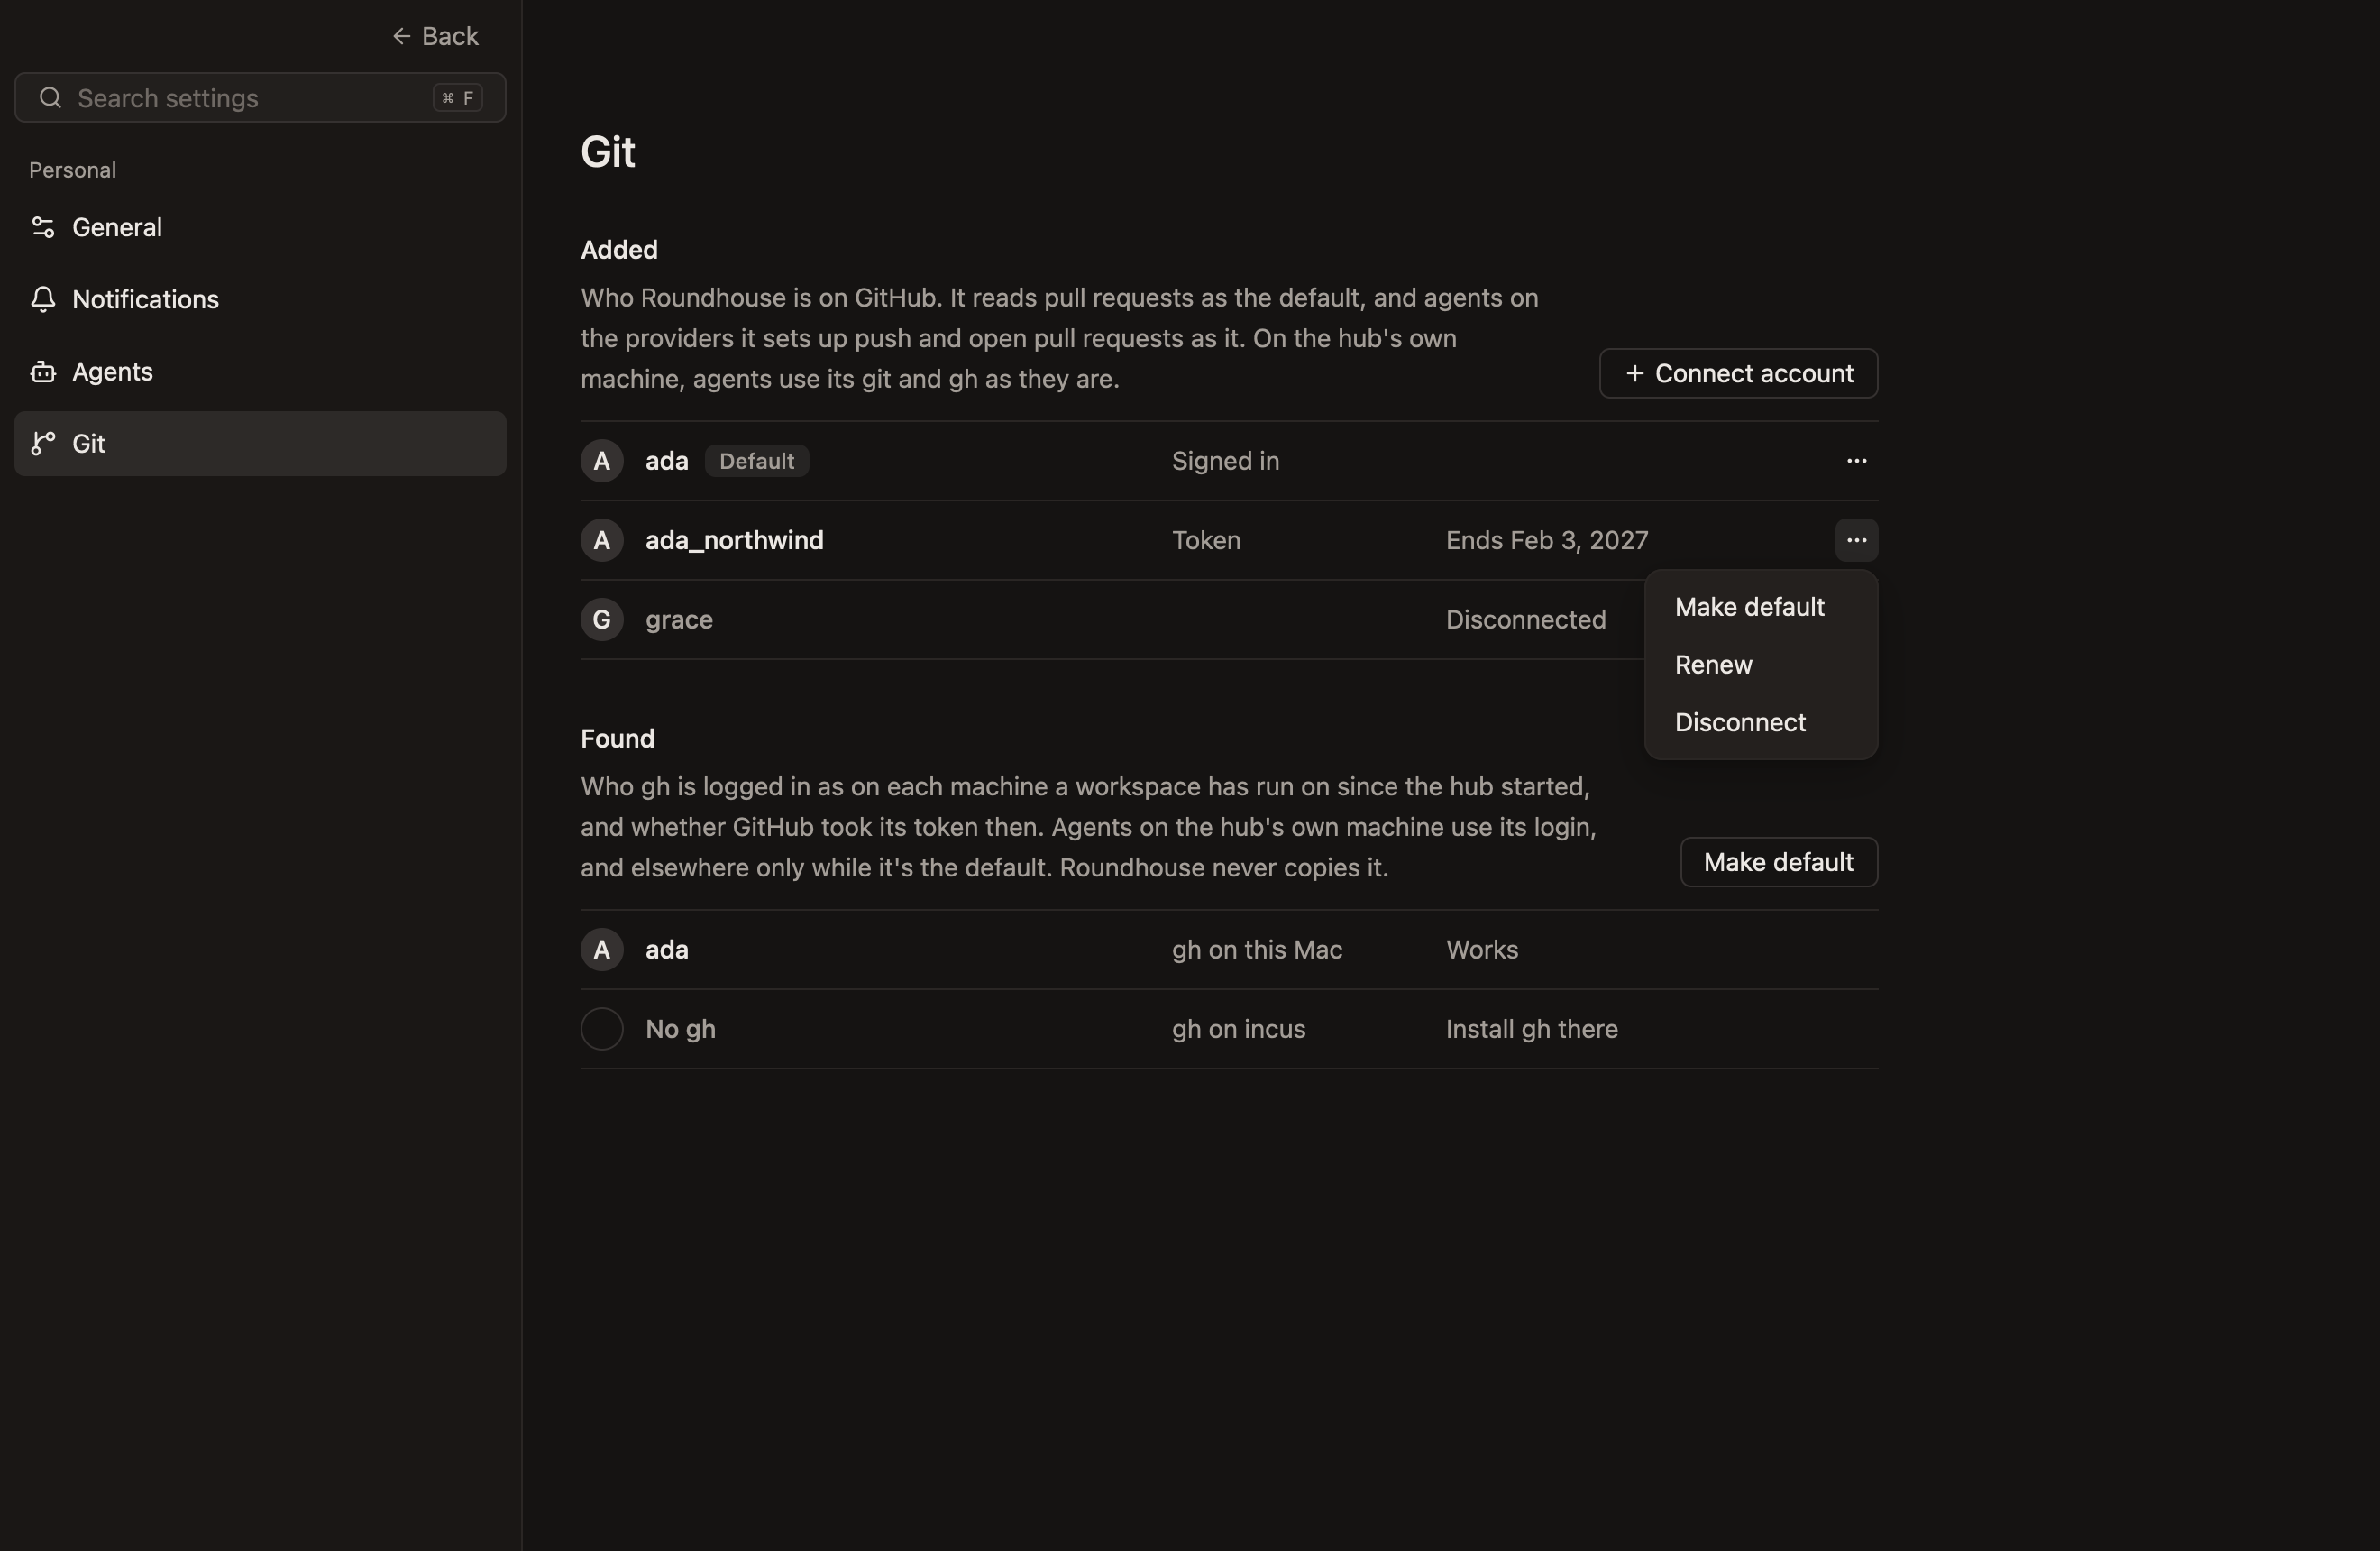 Back
Search settings
⌘ F
Personal
General
Notifications
Agents
Git
Git
Added
Who Roundhouse is on GitHub. It reads pull requests as the default, and agents on
the providers it sets up push and open pull requests as it. On the hub's own
machine, agents use its git and gh as they are.
Connect account
A ada Default Signed in
A ada_northwind Token Ends Feb 3, 2027
G grace Disconnected
Make default
Renew
Disconnect
Found
Who gh is logged in as on each machine a workspace has run on since the hub started,
and whether GitHub took its token then. Agents on the hub's own machine use its login,
and elsewhere only while it's the default. Roundhouse never copies it.
Make default
A ada gh on this Mac Works
No gh gh on incus Install gh there